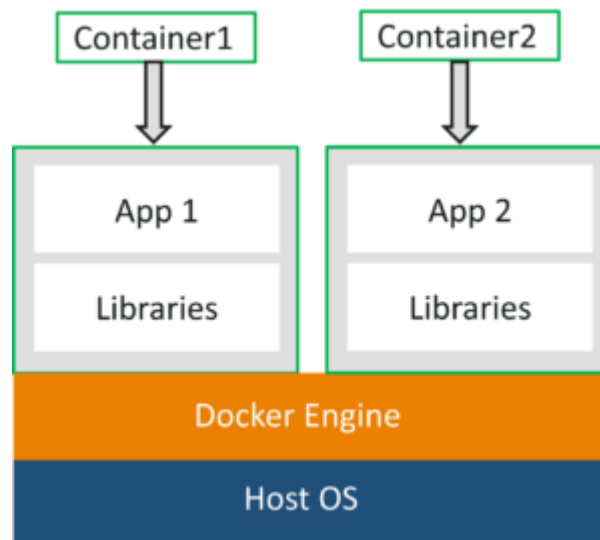 Container1
Container2
App 1
App 2
Libraries
Libraries
Docker Engine
Host OS